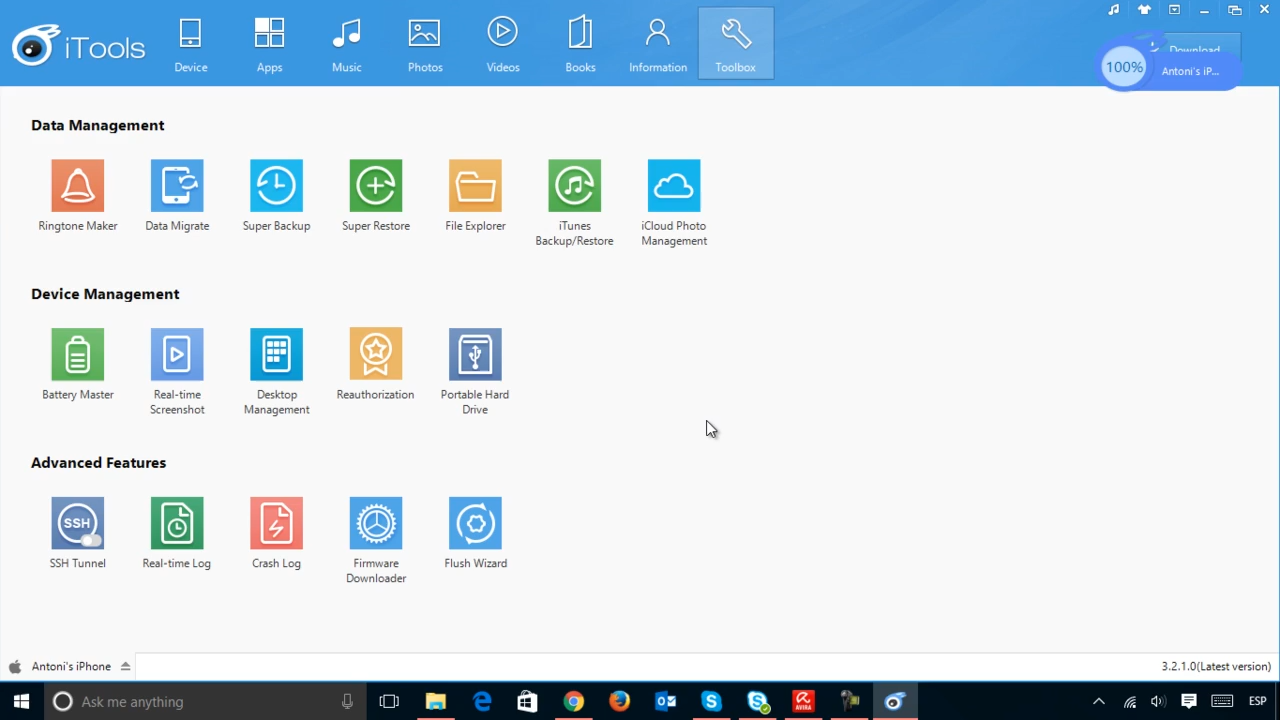 iTools
Device
Apps
Music
Photos
Videos
Books
Information
Toolbox
Download
100%
Antoni's iP...
Data Management
Ringtone Maker
Data Migrate
Super Backup
Super Restore
File Explorer
iTunes
Backup/Restore
iCloud Photo
Management
Device Management
Battery Master
Real-time
Screenshot
Desktop
Management
Reauthorization
Portable Hard
Drive
Advanced Features
SSH
SSH Tunnel
Real-time Log
Crash Log
Firmware
Downloader
Flush Wizard
Antoni's iPhone
3.2.1.0(Latest version)
Ask me anything
AVIRA
ESP